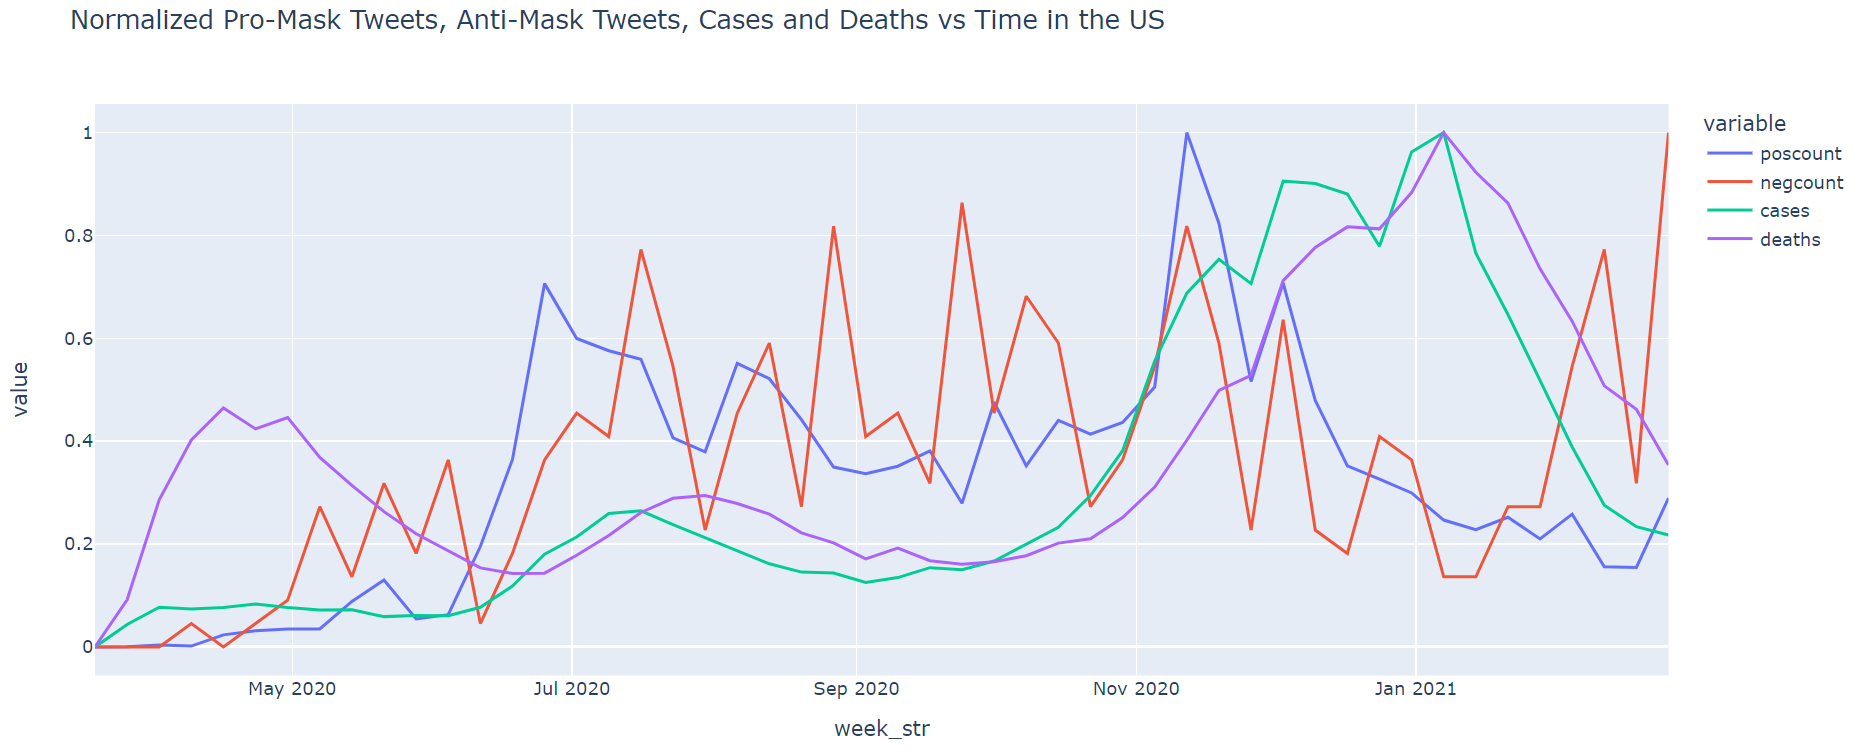 Normalized Pro-Mask Tweets, Anti-Mask Tweets, Cases and Deaths vs Time in the US
variable
poscount
negcount
cases
deaths
value
1
0.8
0.6
0.4
0.2
0
May 2020
Jul 2020
Sep 2020
Nov 2020
Jan 2021
week_str